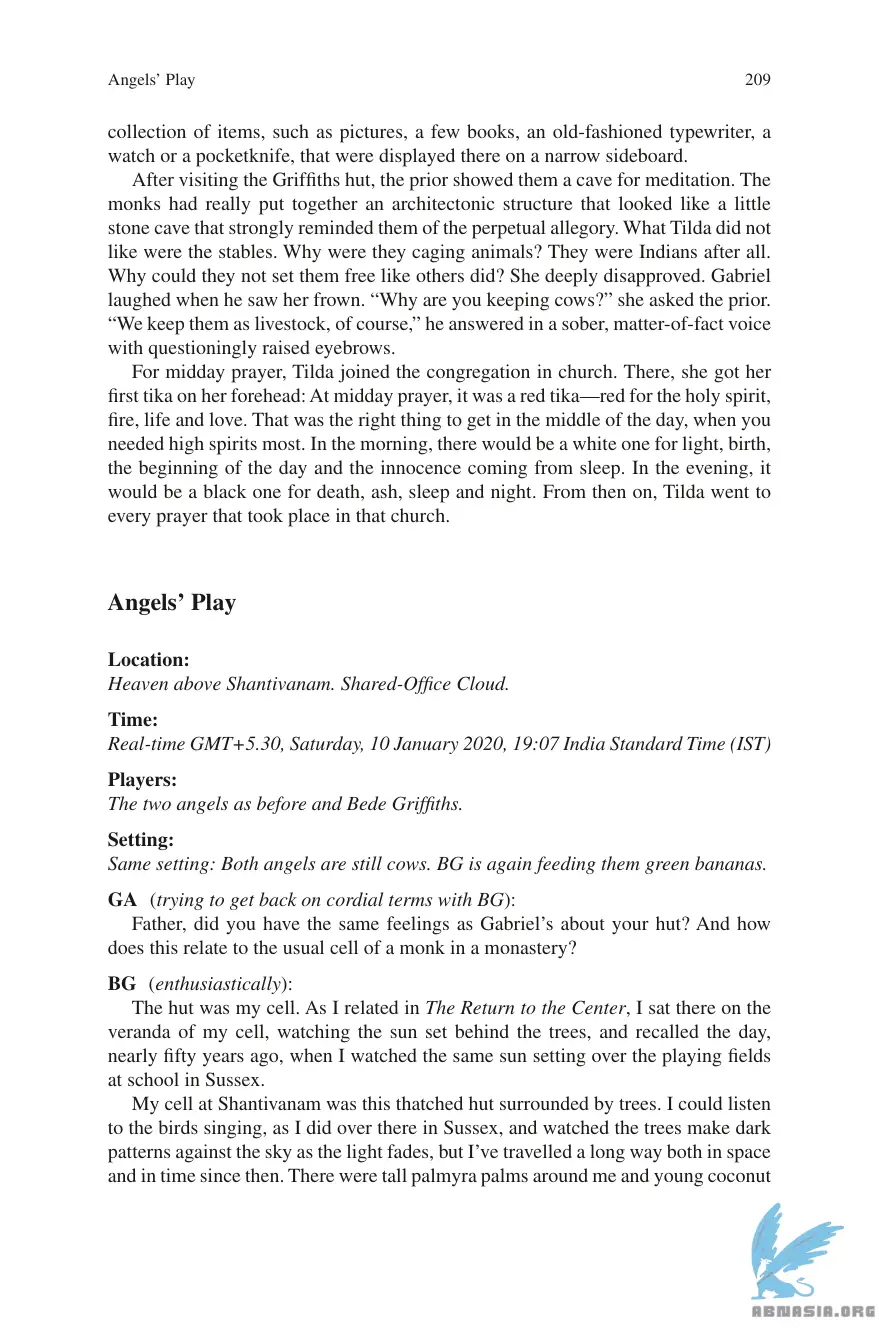 Angels’ Play 209
collection of items, such as pictures, a few books, an old-fashioned typewriter, a
watch or a pocketknife, that were displayed there on a narrow sideboard.
After visiting the Griffiths hut, the prior showed them a cave for meditation. The
monks had really put together an architectonic structure that looked like a little
stone cave that strongly reminded them of the perpetual allegory. What Tilda did not
like were the stables. Why were they caging animals? They were Indians after all.
Why could they not set them free like others did? She deeply disapproved. Gabriel
laughed when he saw her frown. “Why are you keeping cows?” she asked the prior.
“We keep them as livestock, of course,” he answered in a sober, matter-of-fact voice
with questioningly raised eyebrows.
For midday prayer, Tilda joined the congregation in church. There, she got her
first tika on her forehead: At midday prayer, it was a red tika—red for the holy spirit,
fire, life and love. That was the right thing to get in the middle of the day, when you
needed high spirits most. In the morning, there would be a white one for light, birth,
the beginning of the day and the innocence coming from sleep. In the evening, it
would be a black one for death, ash, sleep and night. From then on, Tilda went to
every prayer that took place in that church.
Angels’ Play
Location:
Heaven above Shantivanam. Shared-Office Cloud.
Time:
Real-time GMT+5.30, Saturday, 10 January 2020, 19:07 India Standard Time (IST)
Players:
The two angels as before and Bede Griffiths.
Setting:
Same setting: Both angels are still cows. BG is again feeding them green bananas.
GA (trying to get back on cordial terms with BG):
Father, did you have the same feelings as Gabriel’s about your hut? And how
does this relate to the usual cell of a monk in a monastery?
BG (enthusiastically):
The hut was my cell. As I related in The Return to the Center, I sat there on the
veranda of my cell, watching the sun set behind the trees, and recalled the day,
nearly fifty years ago, when I watched the same sun setting over the playing fields
at school in Sussex.
My cell at Shantivanam was this thatched hut surrounded by trees. I could listen
to the birds singing, as I did over there in Sussex, and watched the trees make dark
patterns against the sky as the light fades, but I’ve travelled a long way both in space
and in time since then. There were tall palmyra palms around me and young coconut
ABNASIA.ORG